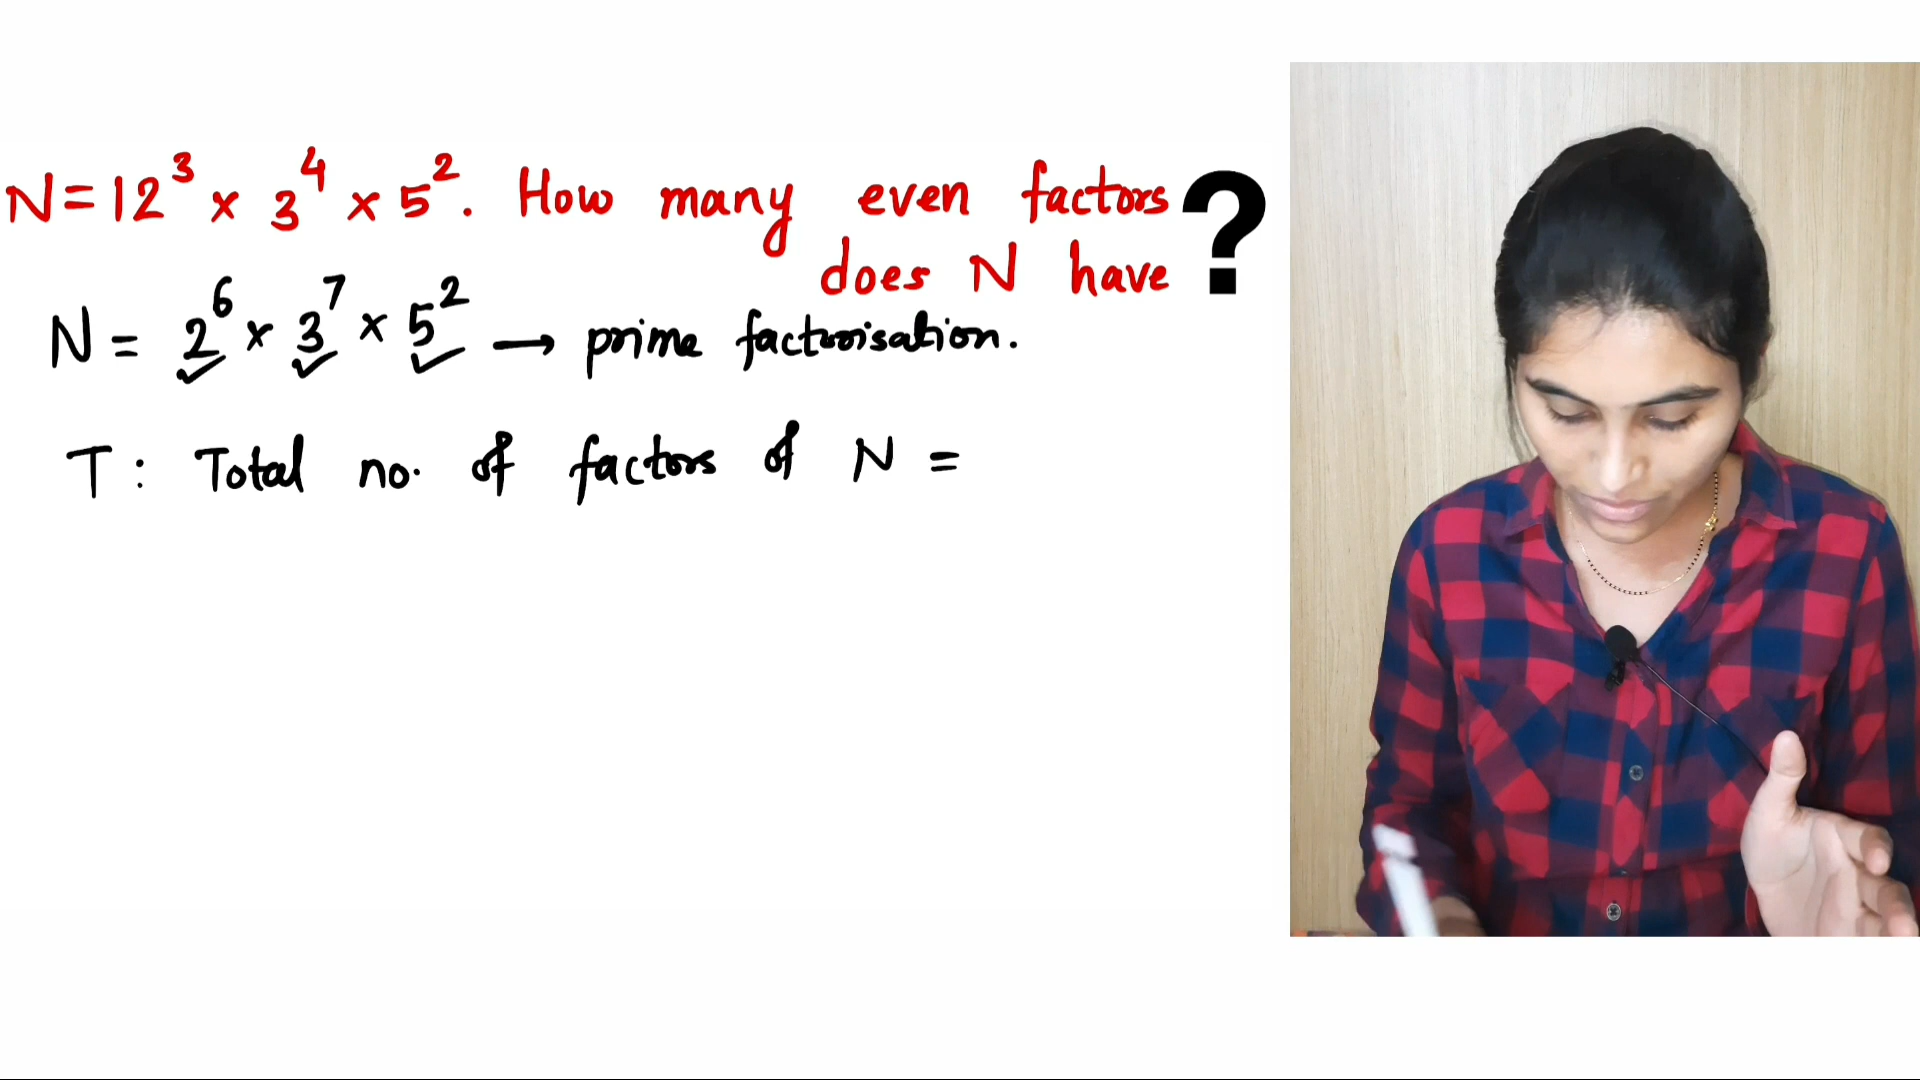 N = 12³ × 3⁴ × 5². How many even factors does N have ?
N = 2⁶ × 3⁷ × 5² → prime factorisation.
T : Total no. of factors of N =